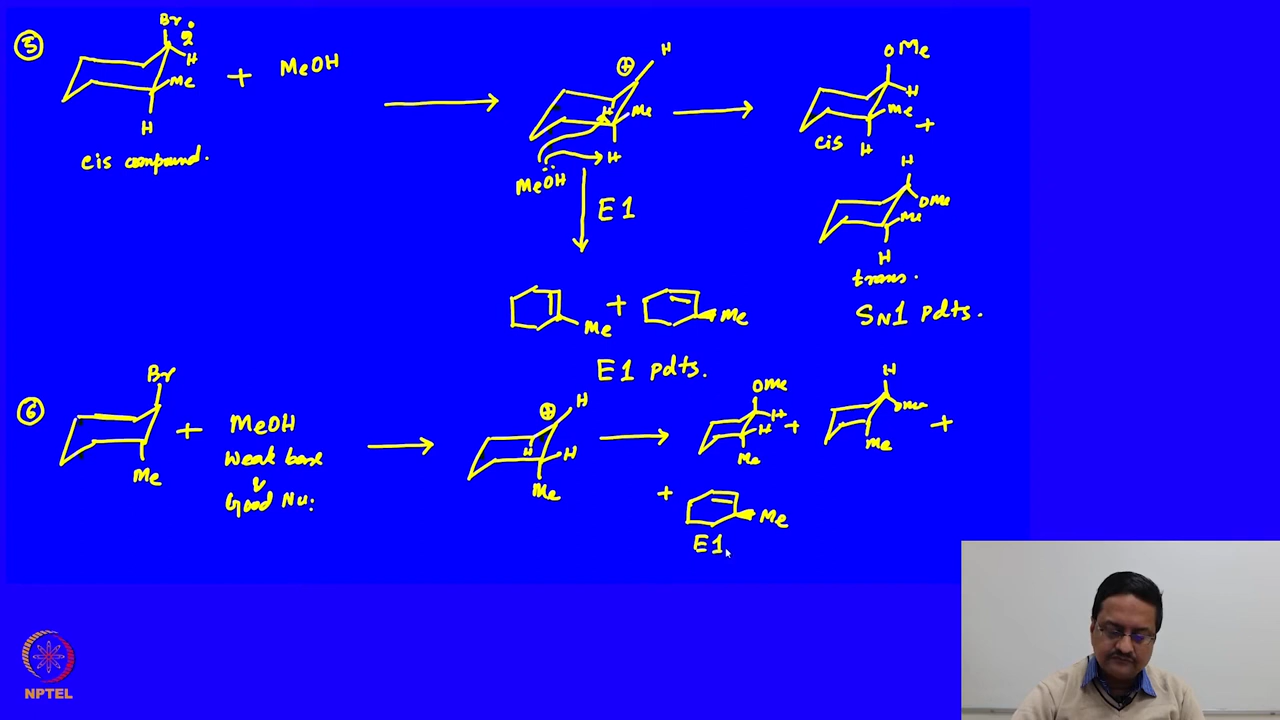 5
Br 2°
H
Me
H
cis compound.
+ MeOH
⊕ H
H Me
H
MeOH
E1
OMe
H
Me +
cis H
H
OMe
Me
H
trans.
SN1 pdts.
Me + Me
E1 pdts.
6
Br
Me
+ MeOH
Weak base
Good Nu:
⊕ H
H H
Me
OMe
H
H +
Me
H
OMe +
Me
+ Me
E1
NPTEL